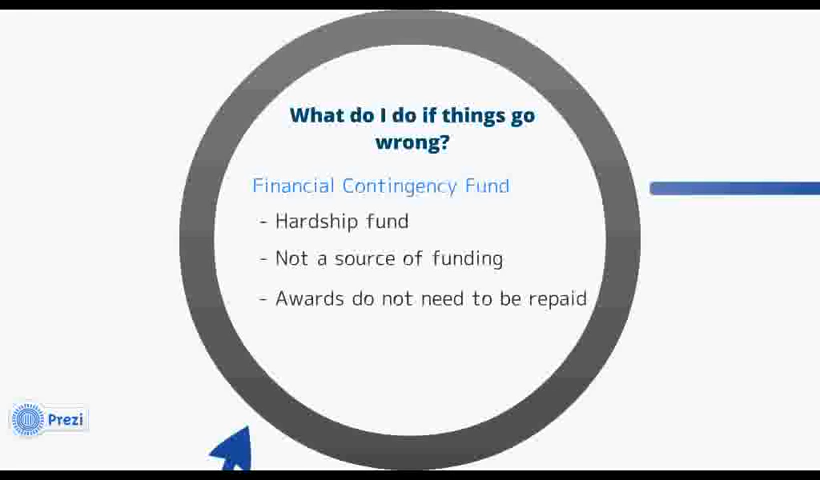 What do I do if things go
wrong?
Financial Contingency Fund
- Hardship fund
- Not a source of funding
- Awards do not need to be repaid
Prezi